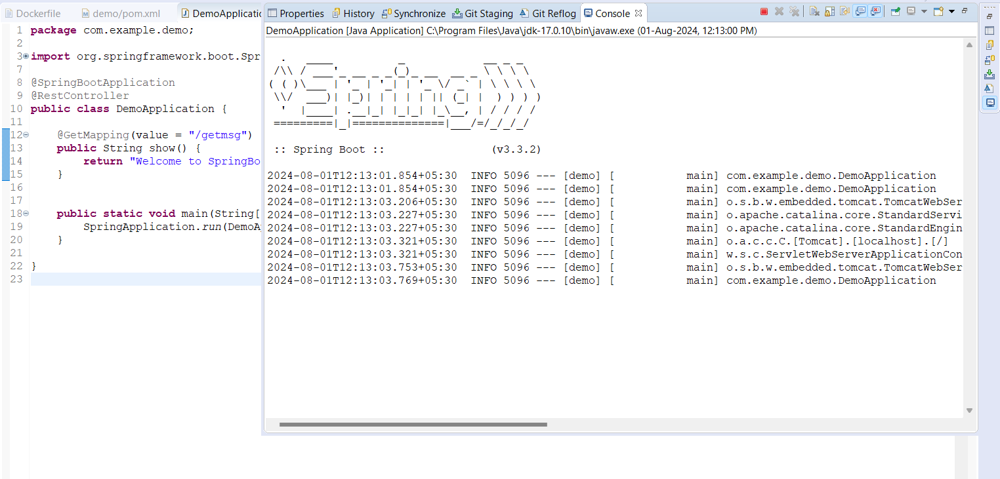 Dockerfile
demo/pom.xml
DemoApplicatic
1 package com.example.demo;
2
3 import org.springframework.boot.Spr
7
8 @SpringBootApplication
9 @RestController
10 public class DemoApplication {
11
12 @GetMapping(value = "/getmsg")
13 public String show() {
14 return "Welcome to SpringBo
15 }
16
17
18 public static void main(String[
19 SpringApplication.run(DemoA
20 }
21
22 }
23
Properties History Synchronize Git Staging Git Reflog Console
DemoApplication [Java Application] C:\Program Files\Java\jdk-17.0.10\bin\javaw.exe (01-Aug-2024, 12:13:00 PM)
  .   ____          _            __ _ _
 /\\ / ___'_ __ _ _(_)_ __  __ _ \ \ \ \
( ( )\___ | '_ | '_| | '_ \/ _` | \ \ \ \
 \\/  ___)| |_)| | | | | || (_| |  ) ) ) )
  '  |____| .__|_| |_|_| |_\__, | / / / /
 =========|_|==============|___/=/_/_/_/
:: Spring Boot :: (v3.3.2)
2024-08-01T12:13:01.854+05:30 INFO 5096 --- [demo] [ main] com.example.demo.DemoApplication
2024-08-01T12:13:01.854+05:30 INFO 5096 --- [demo] [ main] com.example.demo.DemoApplication
2024-08-01T12:13:03.206+05:30 INFO 5096 --- [demo] [ main] o.s.b.w.embedded.tomcat.TomcatWebSer
2024-08-01T12:13:03.227+05:30 INFO 5096 --- [demo] [ main] o.apache.catalina.core.StandardServi
2024-08-01T12:13:03.227+05:30 INFO 5096 --- [demo] [ main] o.apache.catalina.core.StandardEngin
2024-08-01T12:13:03.321+05:30 INFO 5096 --- [demo] [ main] o.a.c.c.C.[Tomcat].[localhost].[/]
2024-08-01T12:13:03.321+05:30 INFO 5096 --- [demo] [ main] w.s.c.ServletWebServerApplicationCon
2024-08-01T12:13:03.753+05:30 INFO 5096 --- [demo] [ main] o.s.b.w.embedded.tomcat.TomcatWebSer
2024-08-01T12:13:03.769+05:30 INFO 5096 --- [demo] [ main] com.example.demo.DemoApplication